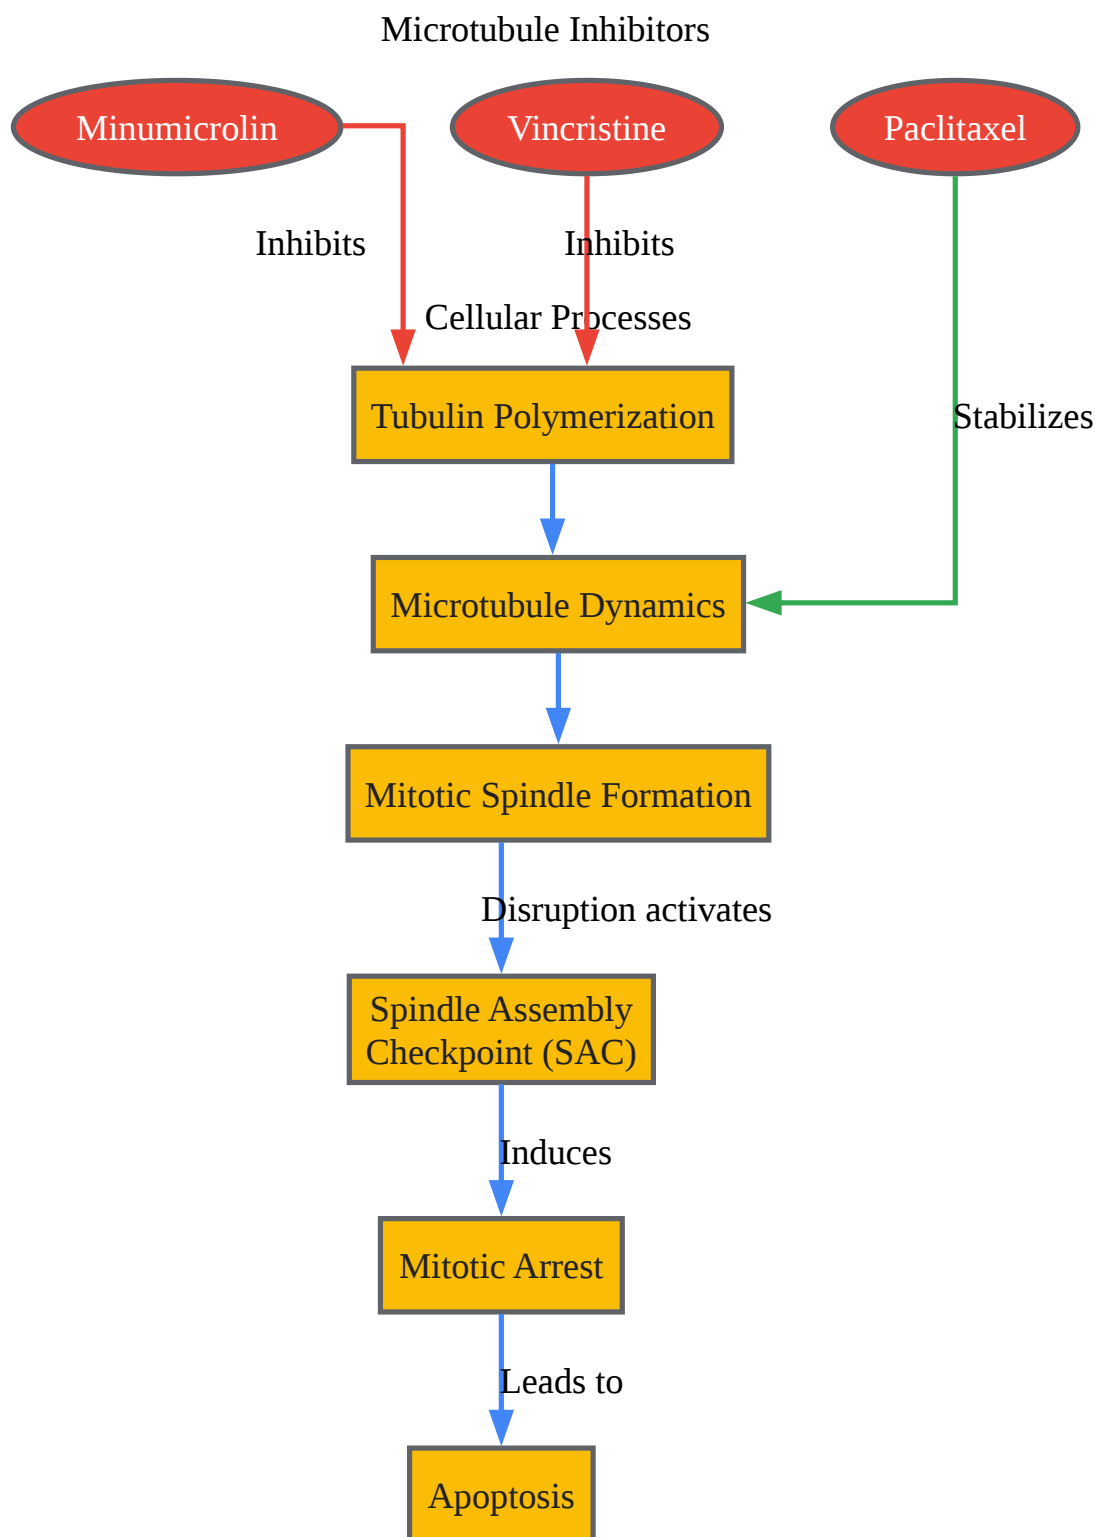 Microtubule Inhibitors
Minumicrolin
Vincristine
Paclitaxel
Inhibits
Inhibits
Cellular Processes
Tubulin Polymerization
Stabilizes
Microtubule Dynamics
Mitotic Spindle Formation
Disruption activates
Spindle Assembly
Checkpoint (SAC)
Induces
Mitotic Arrest
Leads to
Apoptosis